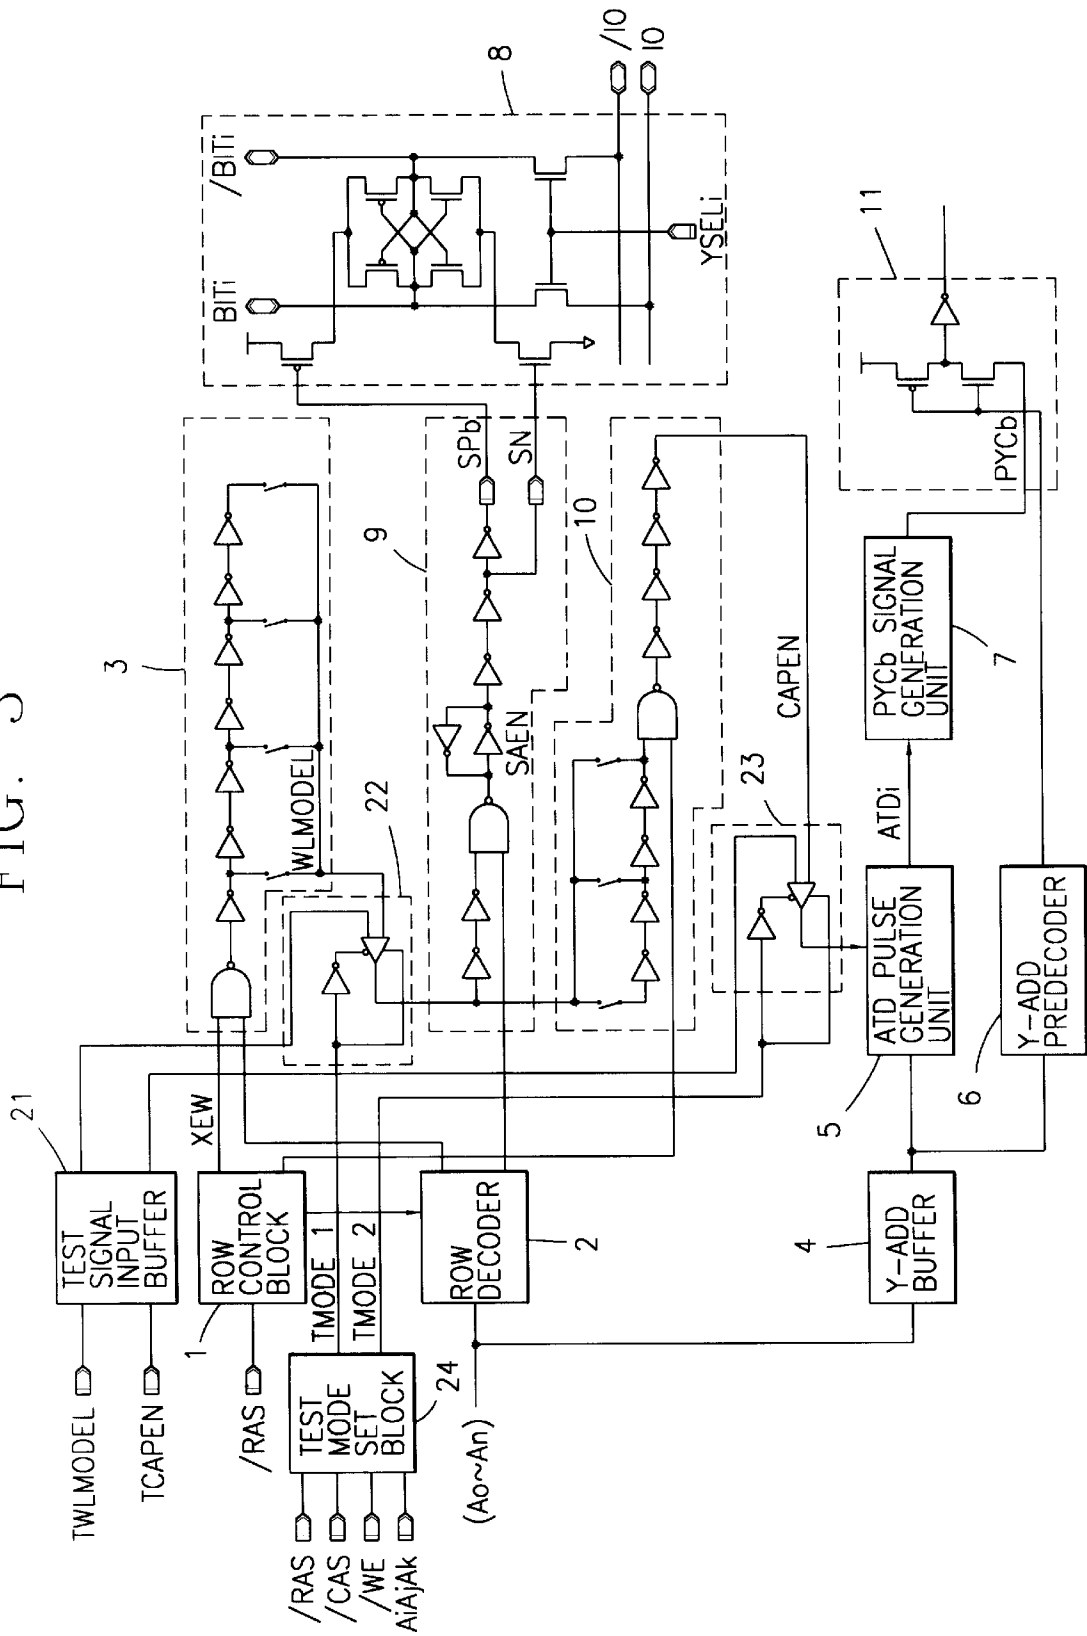 FIG. 3
TWLMODEL
TCAPEN
/RAS
/RAS
/CAS
/WE
AiAjAk
(Ao~An)
TEST
SIGNAL
INPUT
BUFFER
21
ROW
CONTROL
BLOCK
1
TEST
MODE
SET
BLOCK
24
TMODE 1
TMODE 2
XEW
ROW
DECODER
2
Y-ADD
BUFFER
4
3
WLMODEL
22
9
SAEN
SPb
SN
10
CAPEN
23
ATD PULSE
GENERATION
UNIT
5
ATDi
Y-ADD
PREDECODER
6
PYCb SIGNAL
GENERATION
UNIT
7
PYCb
11
BITi
/BITi
8
YSELi
/IO
IO